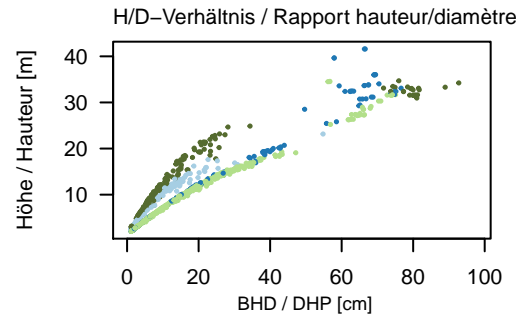 H/D−Verhältnis / Rapport hauteur/diamètre
Höhe / Hauteur [m]
40
30
20
10
0 20 40 60 80 100
BHD / DHP [cm]